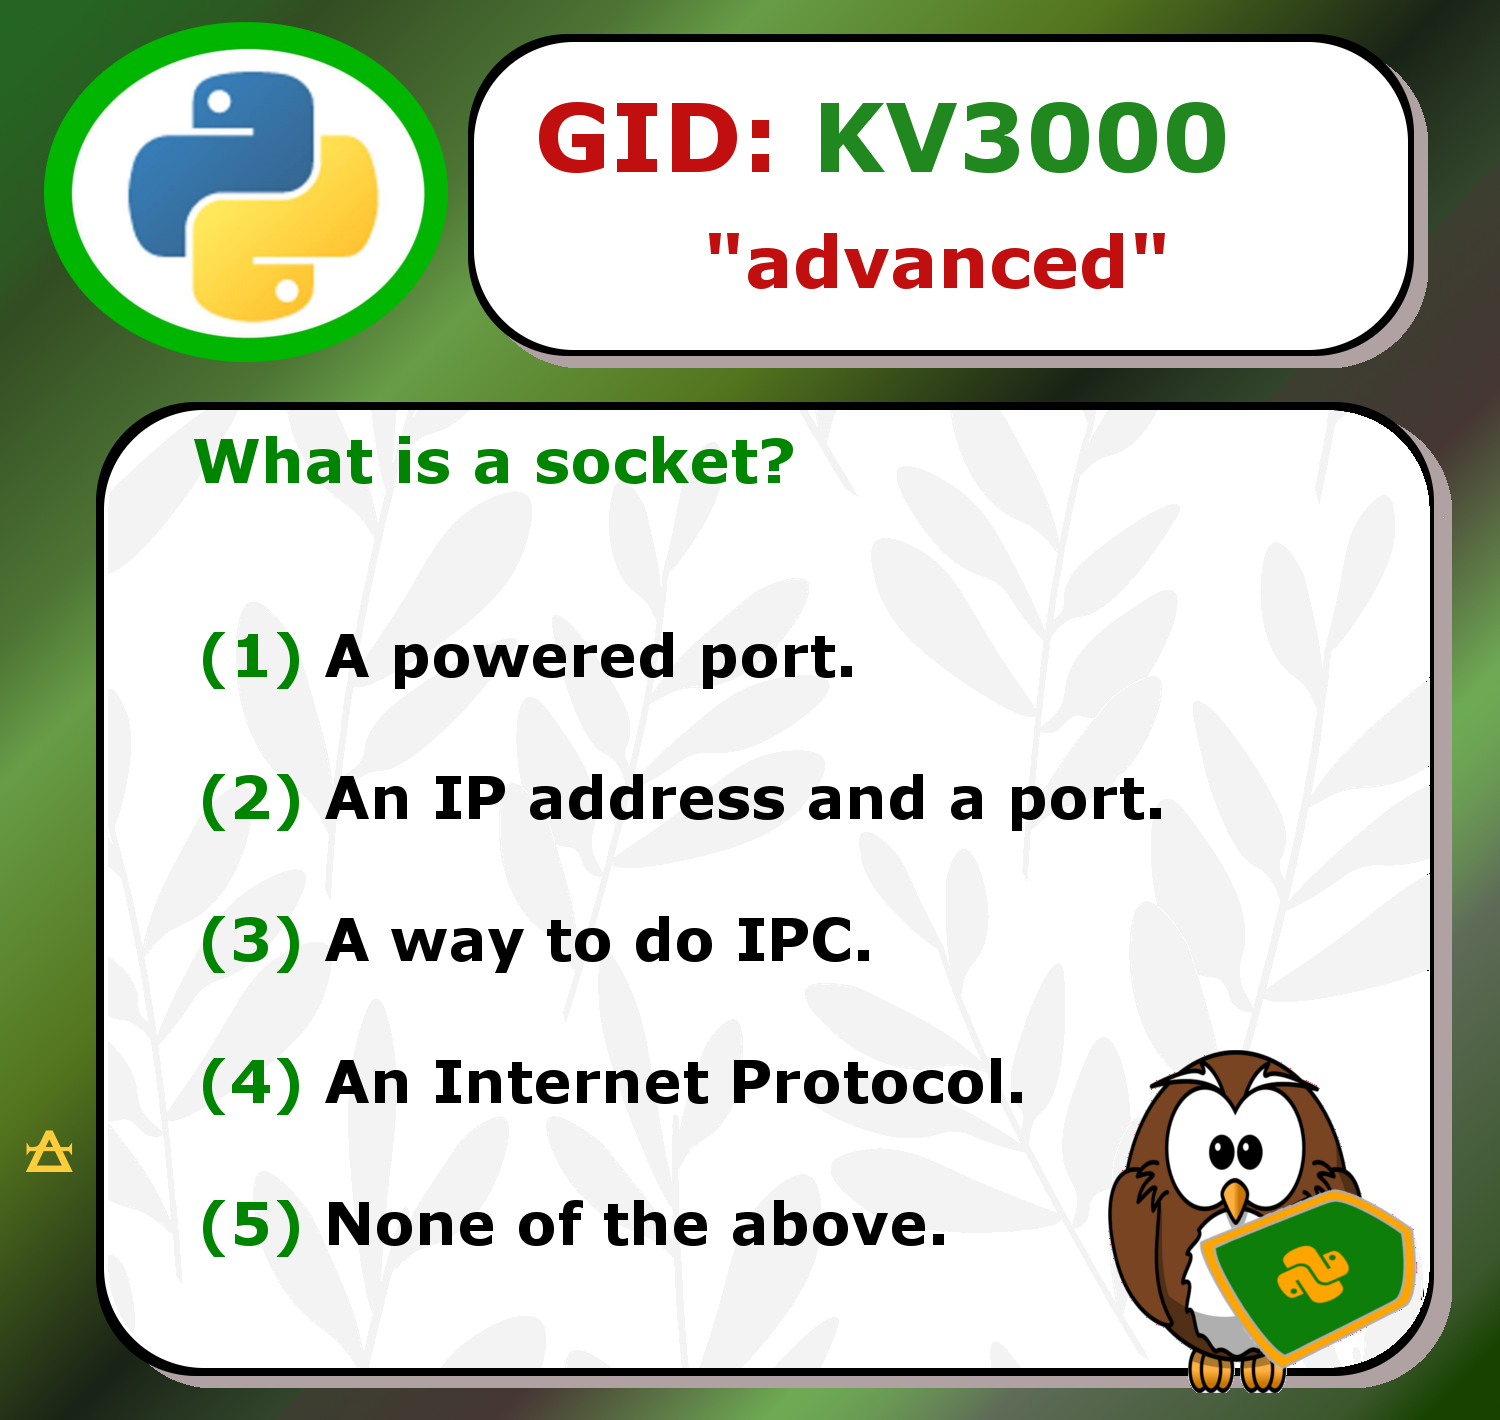 GID: KV3000
"advanced"
What is a socket?
(1) A powered port.
(2) An IP address and a port.
(3) A way to do IPC.
(4) An Internet Protocol.
(5) None of the above.